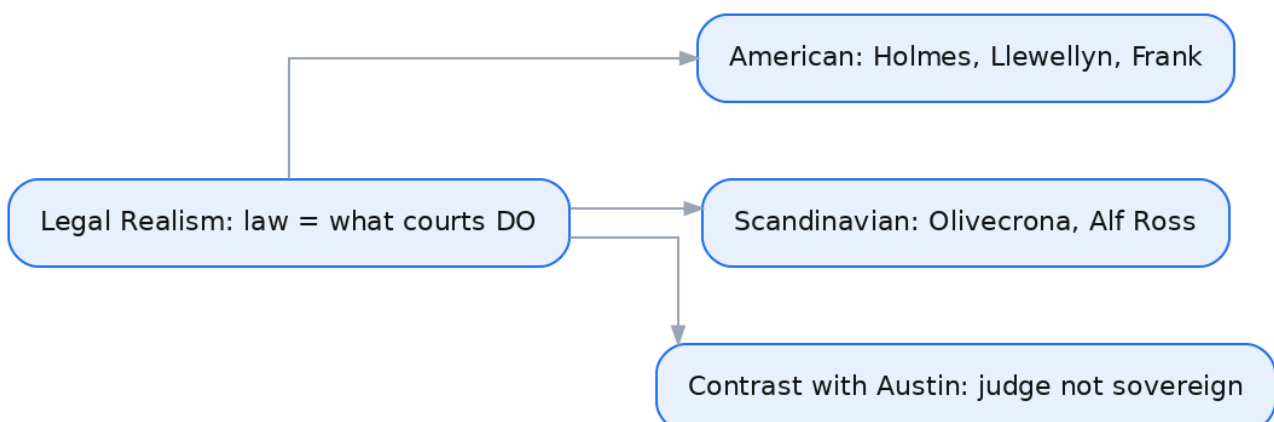 American: Holmes, Llewellyn, Frank
Legal Realism: law = what courts DO
Scandinavian: Olivecrona, Alf Ross
Contrast with Austin: judge not sovereign